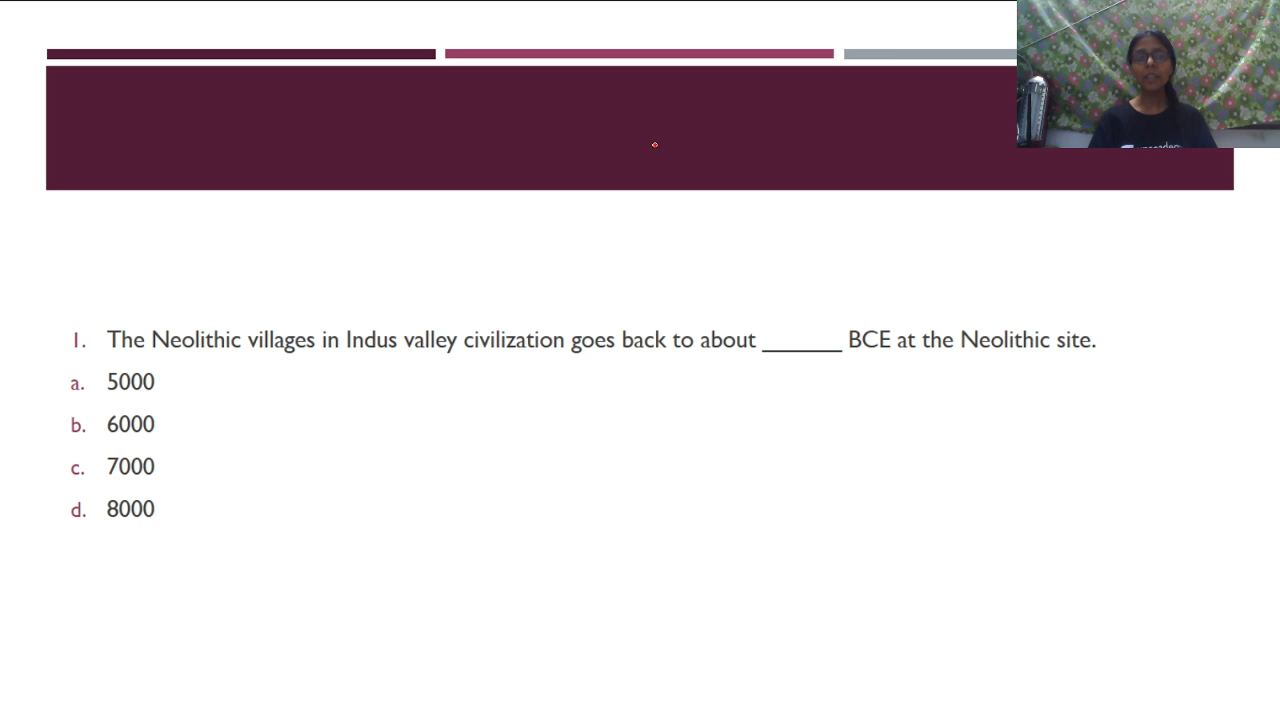 1. The Neolithic villages in Indus valley civilization goes back to about ______ BCE at the Neolithic site.
a. 5000
b. 6000
c. 7000
d. 8000